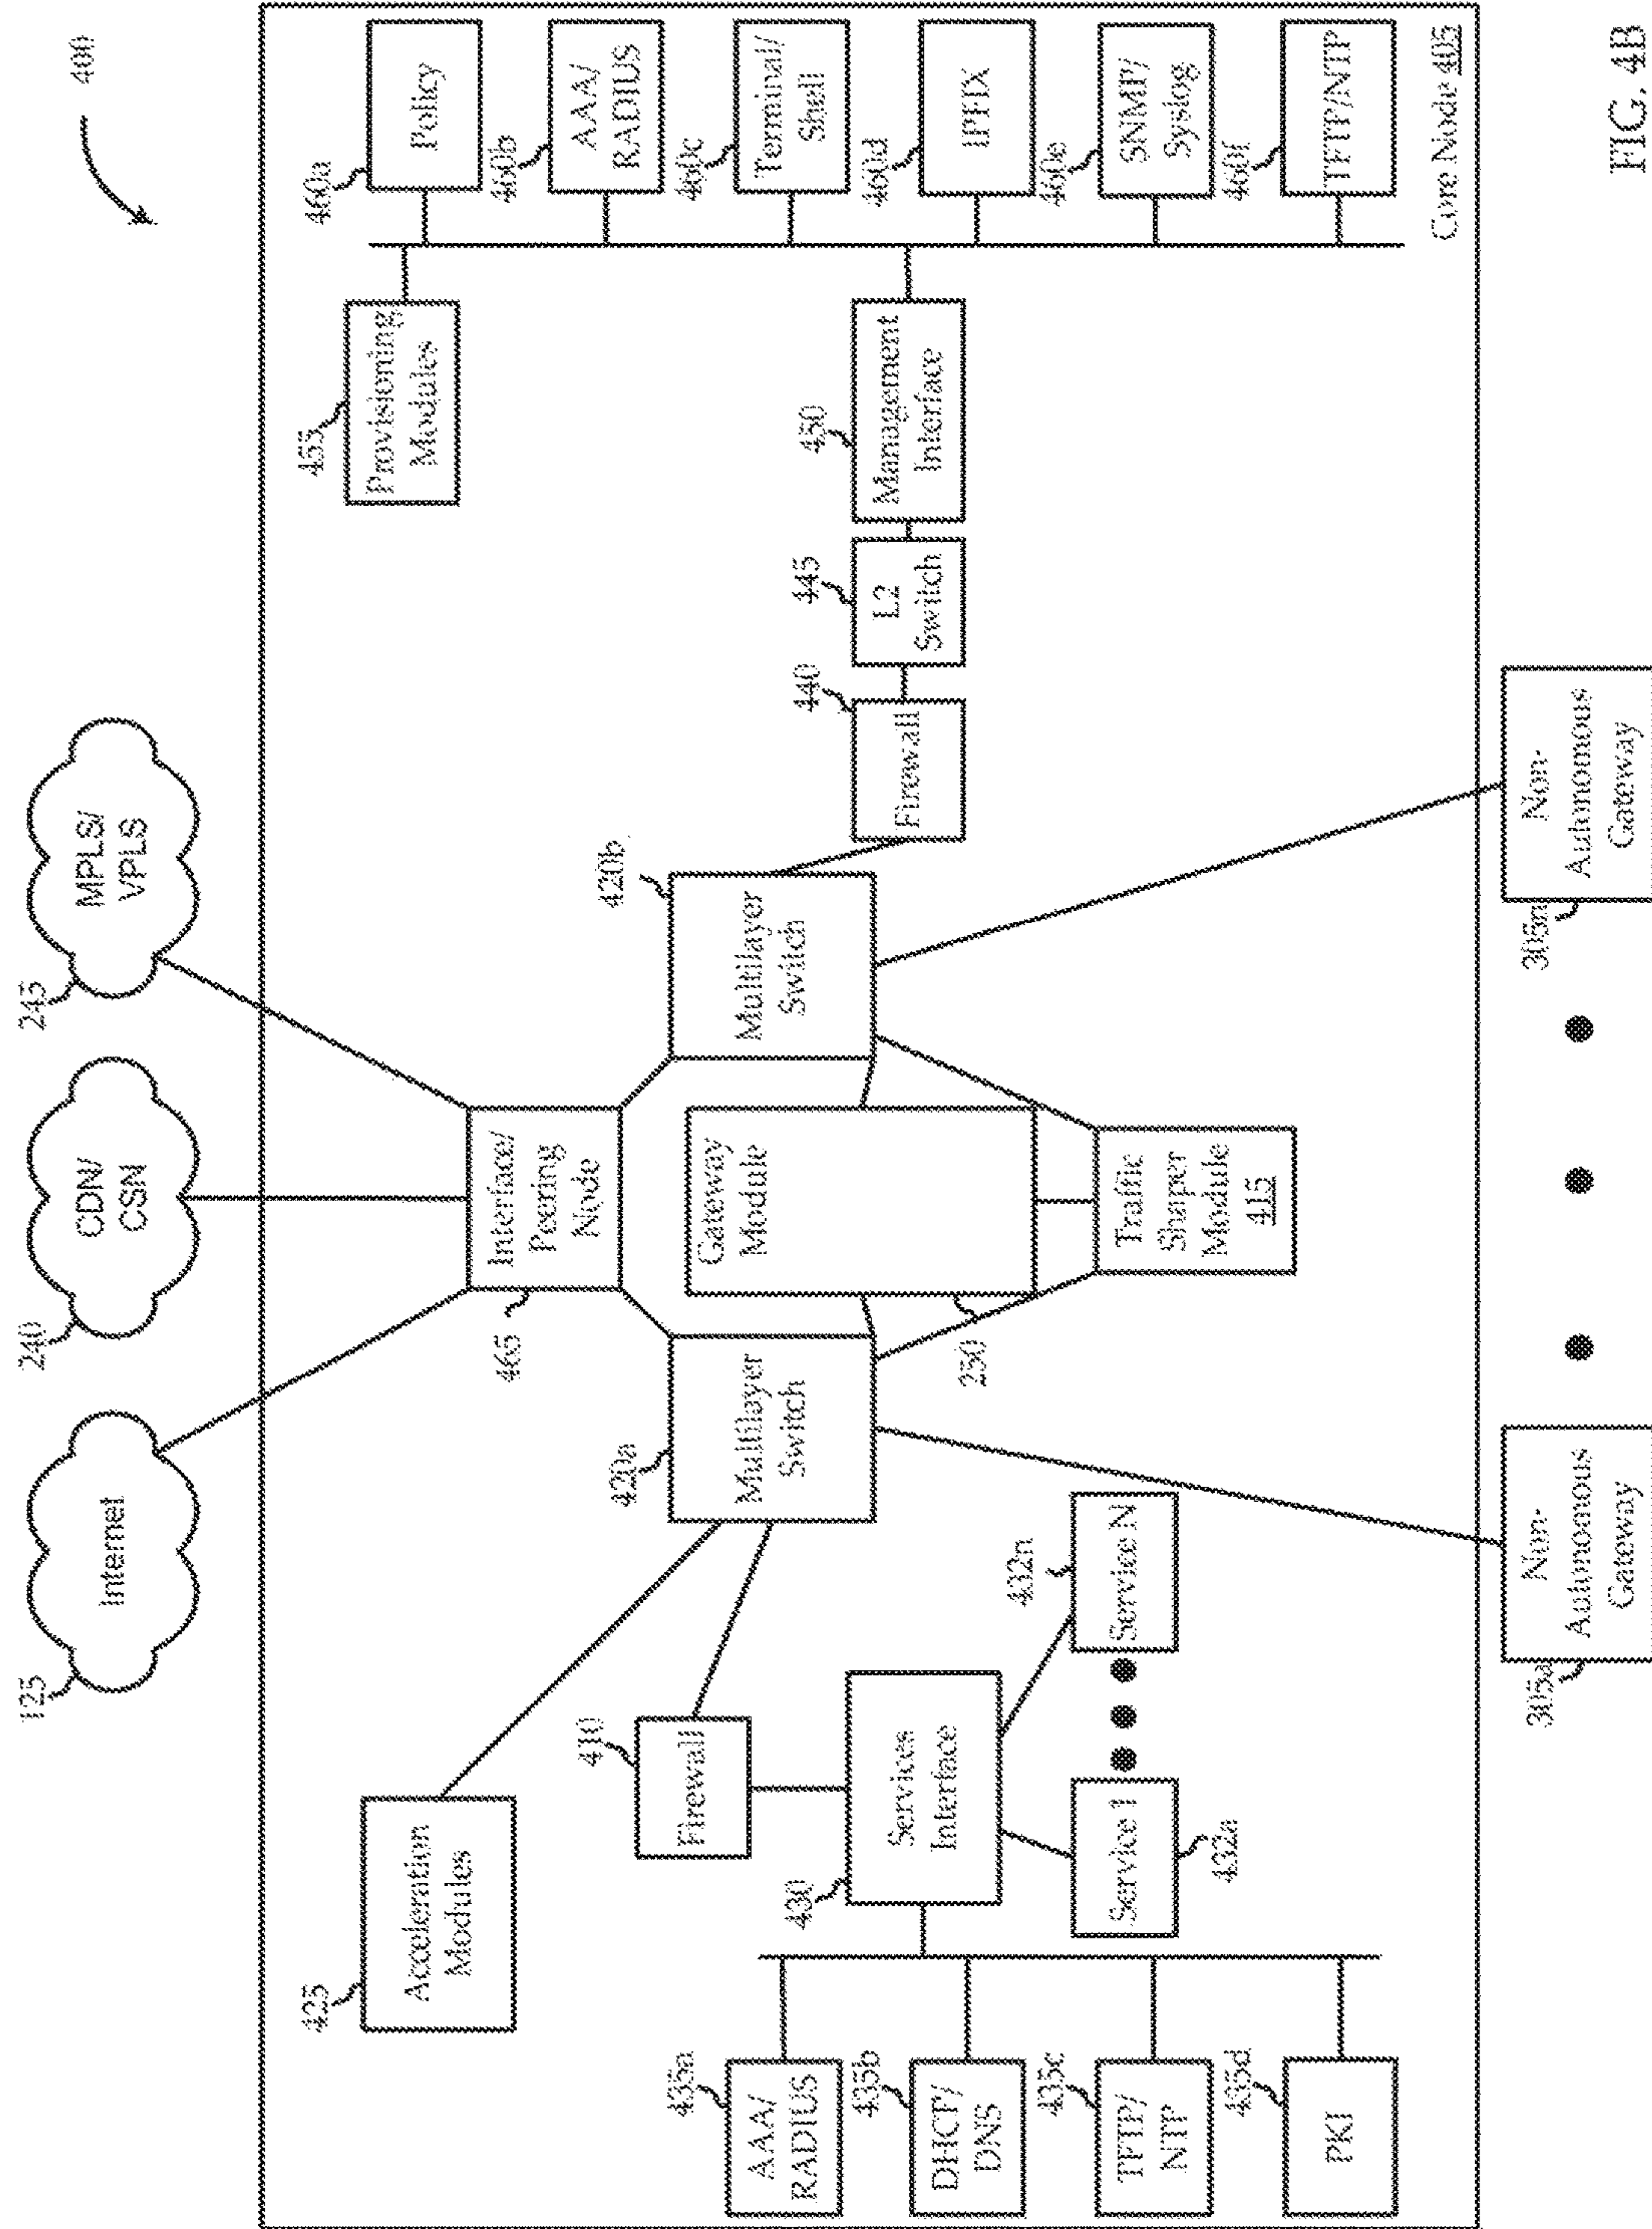 400
125
Internet
240
CDN/
CSN
245
MPLS/
VPLS
425
Acceleration
Modules
465
Interface/
Peering
Node
455
Provisioning
Modules
460a
Policy
460b
AAA/
RADIUS
460c
Terminal/
Shell
460d
IPFIX
460e
SNMP/
Syslog
460f
TFTP/NTP
410
Firewall
420a
Multilayer
Switch
Gateway
Module
250
420b
Multilayer
Switch
440
Firewall
445
L2
Switch
450
Management
Interface
430
Services
Interface
435a
AAA/
RADIUS
435b
DHCP/
DNS
435c
TFTP/
NTP
435d
PKI
Service 1
432a
Service N
432n
Traffic
Shaper
Module
415
Core Node 405
305a
Non-
Autonomous
Gateway
305n
Non-
Autonomous
Gateway
FIG. 4B